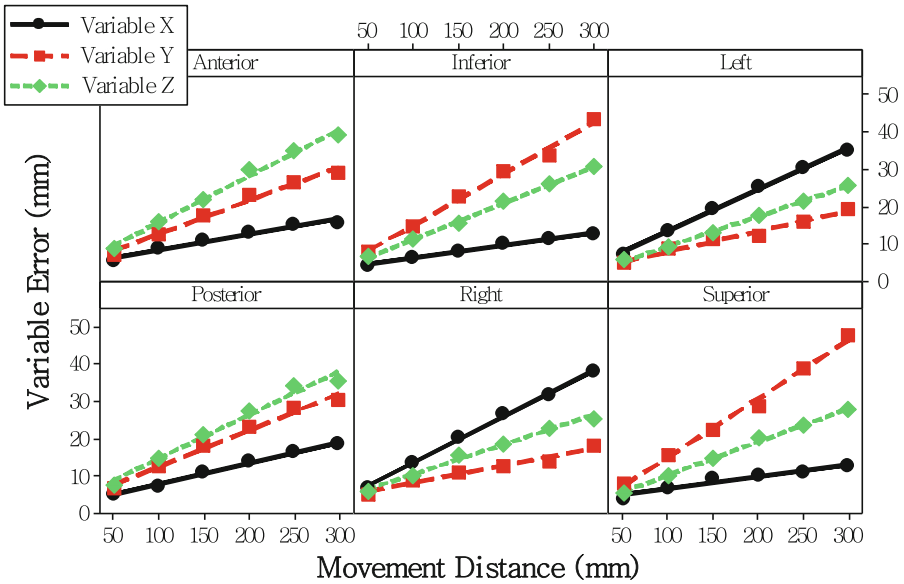 Variable X
Variable Y
Variable Z
50 100 150 200 250 300
Anterior Inferior Left
50
40
30
20
10
0
Variable Error (mm)
Posterior Right Superior
50
40
30
20
10
0
50 100 150 200 250 300 50 100 150 200 250 300
Movement Distance (mm)